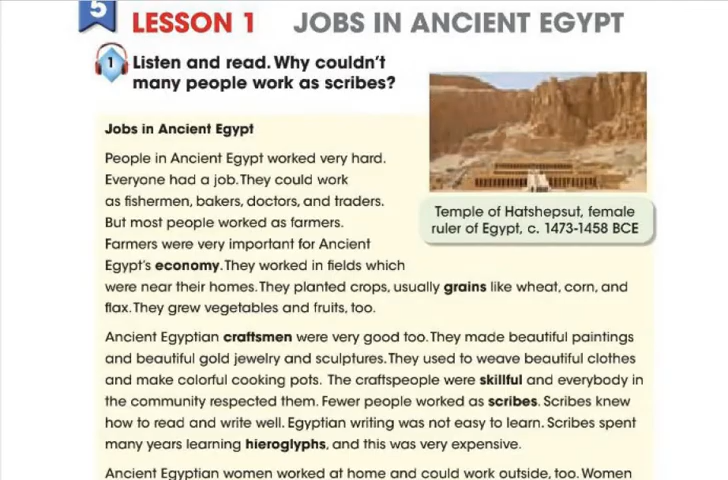 5
LESSON 1 JOBS IN ANCIENT EGYPT
1 Listen and read. Why couldn't
many people work as scribes?
Jobs in Ancient Egypt
People in Ancient Egypt worked very hard.
Everyone had a job. They could work
as fishermen, bakers, doctors, and traders.
But most people worked as farmers.
Farmers were very important for Ancient
Egypt's economy. They worked in fields which
were near their homes. They planted crops, usually grains like wheat, corn, and
flax. They grew vegetables and fruits, too.
Temple of Hatshepsut, female
ruler of Egypt, c. 1473-1458 BCE
Ancient Egyptian craftsmen were very good too. They made beautiful paintings
and beautiful gold jewelry and sculptures. They used to weave beautiful clothes
and make colorful cooking pots. The craftspeople were skillful and everybody in
the community respected them. Fewer people worked as scribes. Scribes knew
how to read and write well. Egyptian writing was not easy to learn. Scribes spent
many years learning hieroglyphs, and this was very expensive.
Ancient Egyptian women worked at home and could work outside, too. Women